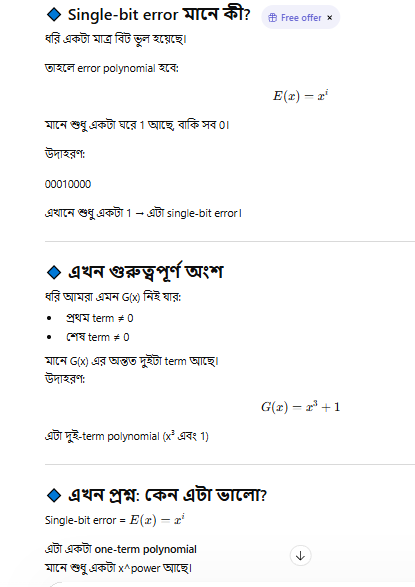 Single-bit error মানে কী?
Free offer ×
ধরি একটা মাত্র বিট ভুল হয়েছে।
তাহলে error polynomial হবে:
E(x) = xⁱ
মানে শুধু একটা ঘরে 1 আছে, বাকি সব 0।
উদাহরণ:
00010000
এখানে শুধু একটা 1 → এটা single-bit error।
এখন গুরুত্বপূর্ণ অংশ
ধরি আমরা এমন G(x) নিই যার:
• প্রথম term ≠ 0
• শেষ term ≠ 0
মানে G(x) এর অন্তত দুইটা term আছে।
উদাহরণ:
G(x) = x³ + 1
এটা দুই-term polynomial (x³ এবং 1)
এখন প্রশ্ন: কেন এটা ভালো?
Single-bit error = E(x) = xⁱ
এটা একটা one-term polynomial
মানে শুধু একটা x^power আছে।